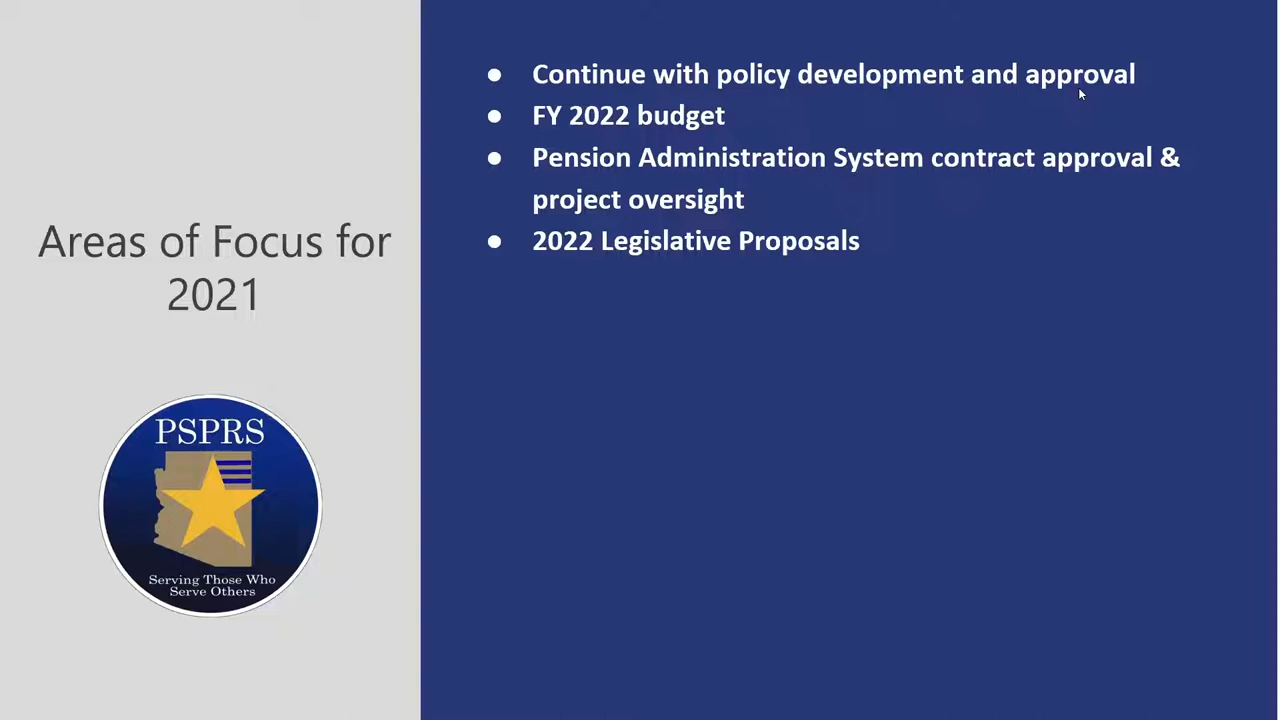 Areas of Focus for
2021
PSPRS
Serving Those Who
Serve Others
● Continue with policy development and approval
● FY 2022 budget
● Pension Administration System contract approval &
project oversight
● 2022 Legislative Proposals